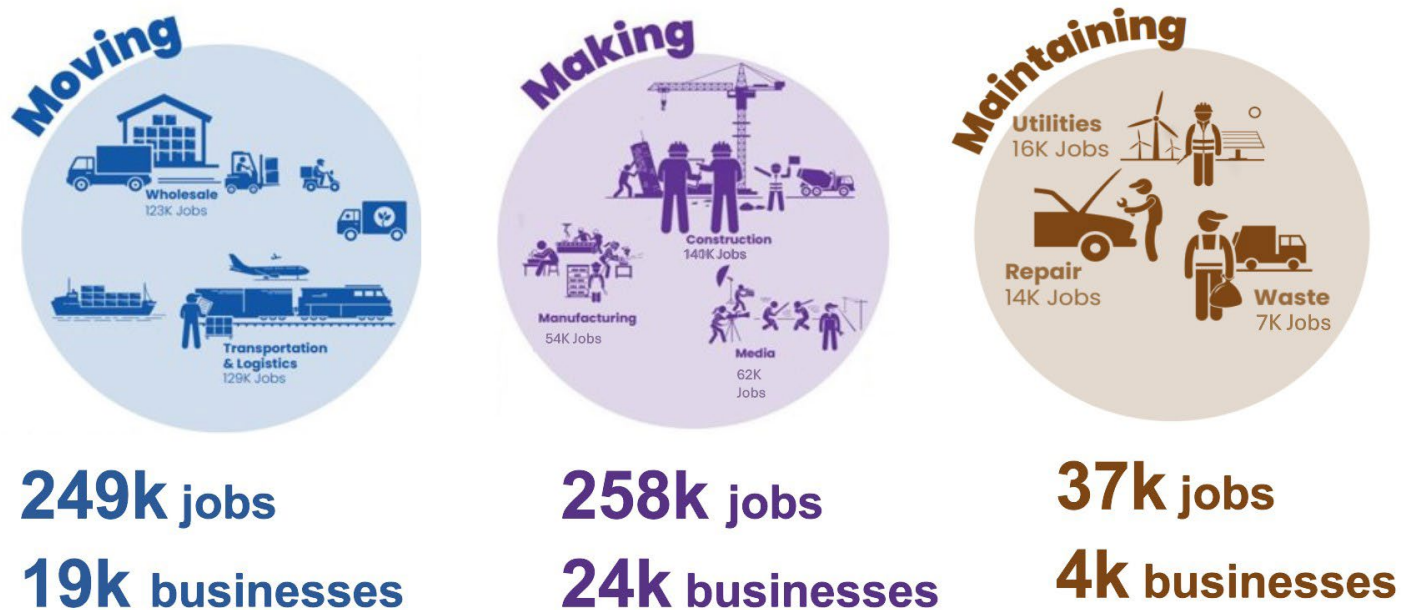 Moving
Wholesale
123K Jobs
Transportation
& Logistics
129K Jobs
249k jobs
19k businesses
Making
Construction
Jobs
Manufacturing
54K Jobs
Media
62K
Jobs
258k jobs
24k businesses
Maintaining
Utilities
16K Jobs
Repair
14K Jobs
Waste
7K Jobs
37k jobs
4k businesses